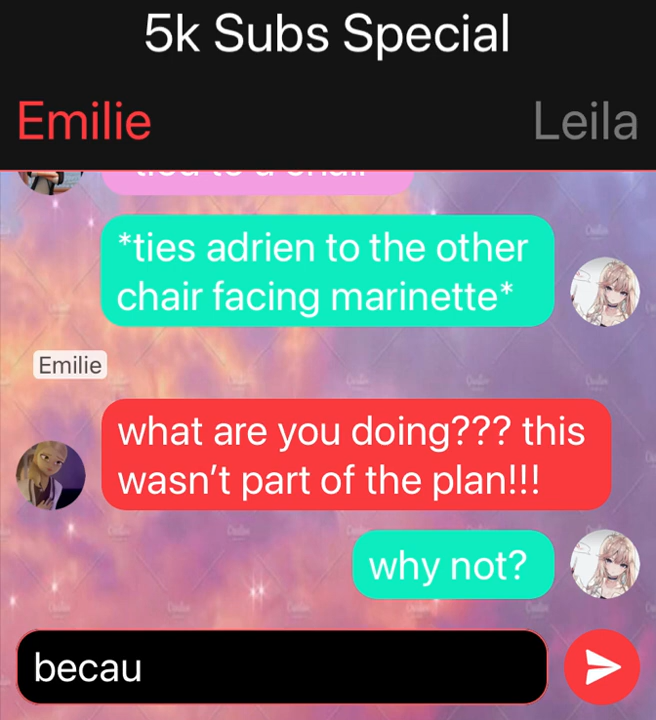 5k Subs Special
Emilie
Leila
*ties adrien to the other
chair facing marinette*
Emilie
what are you doing??? this
wasn't part of the plan!!!
why not?
becau